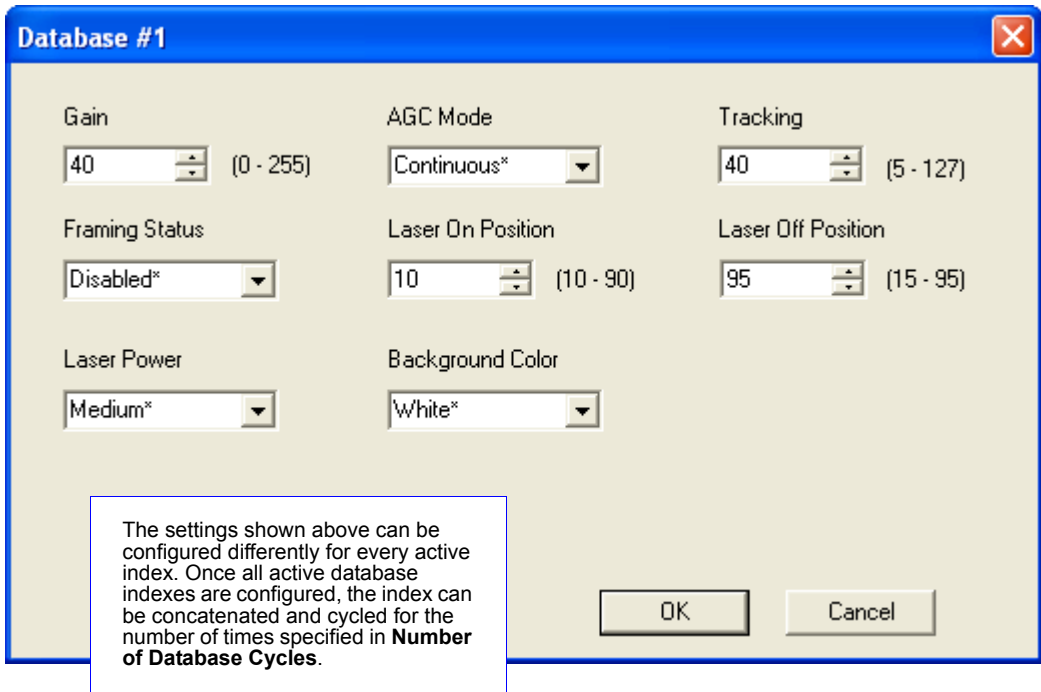 Database #1
Gain
AGC Mode
Tracking
40
(0 - 255)
Continuous*
40
(5 - 127)
Framing Status
Laser On Position
Laser Off Position
Disabled*
10
(10 - 90)
95
(15 - 95)
Laser Power
Background Color
Medium*
White*
The settings shown above can be
configured differently for every active
index. Once all active database
indexes are configured, the index can
be concatenated and cycled for the
number of times specified in Number
of Database Cycles.
OK
Cancel